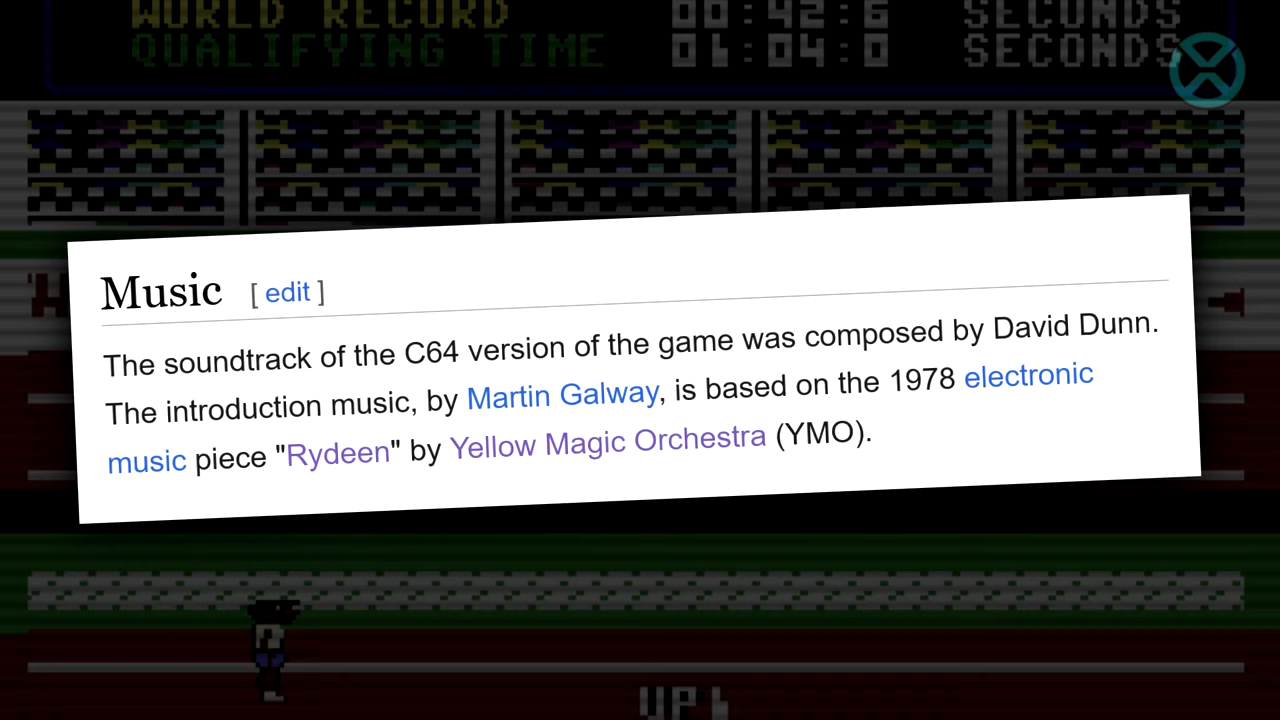 WORLD RECORD 00:42:6 SECONDS
QUALIFYING TIME 01:04:0 SECONDS
Music [ edit ]
The soundtrack of the C64 version of the game was composed by David Dunn.
The introduction music, by Martin Galway, is based on the 1978 electronic
music piece "Rydeen" by Yellow Magic Orchestra (YMO).